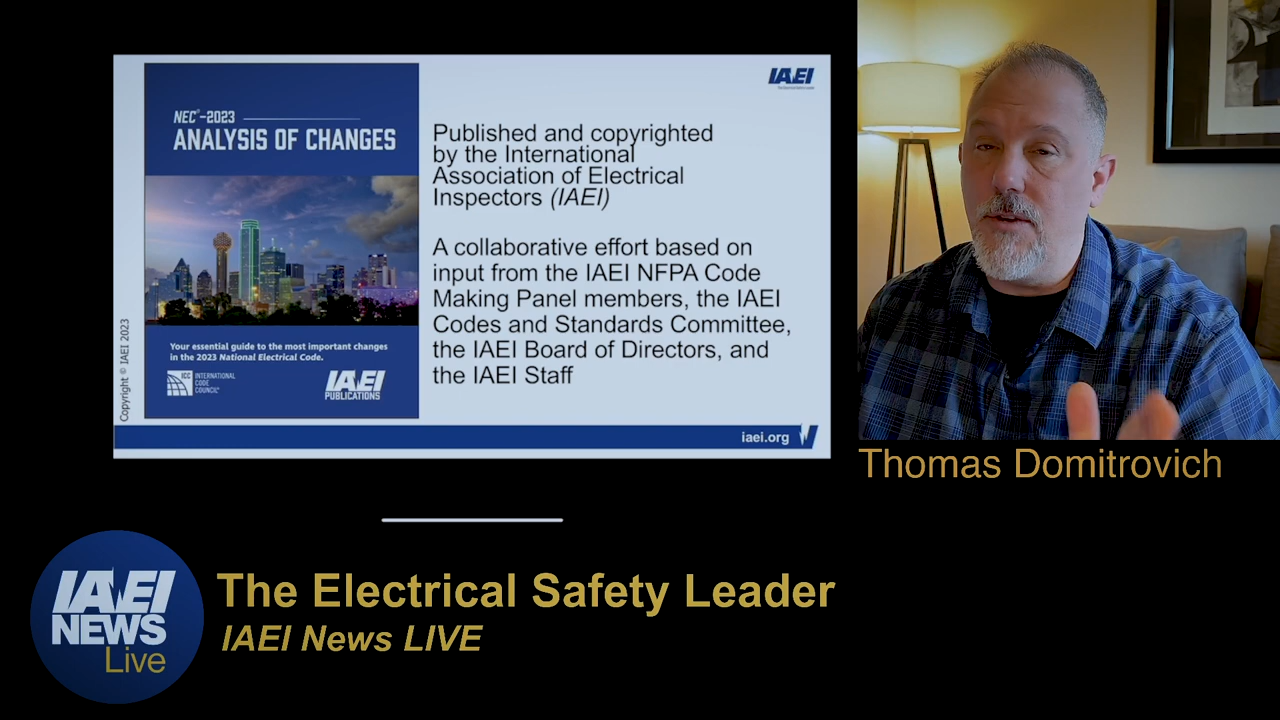 NEC®-2023
ANALYSIS OF CHANGES
Your essential guide to the most important changes
in the 2023 National Electrical Code.
INTERNATIONAL
CODE
COUNCIL
IAEI
PUBLICATIONS
Copyright © IAEI 2023
IAEI
Published and copyrighted
by the International
Association of Electrical
Inspectors (IAEI)
A collaborative effort based on
input from the IAEI NFPA Code
Making Panel members, the IAEI
Codes and Standards Committee,
the IAEI Board of Directors, and
the IAEI Staff
iaei.org
Thomas Domitrovich
IAEI
NEWS
Live
The Electrical Safety Leader
IAEI News LIVE